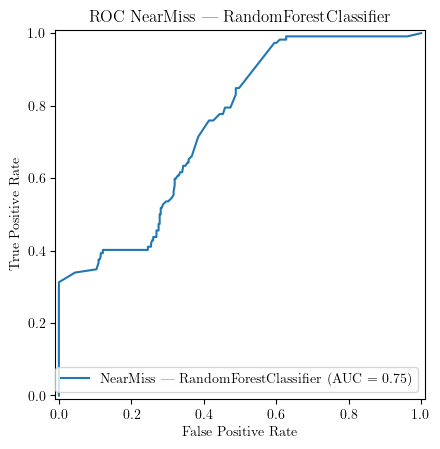 ROC NearMiss — RandomForestClassifier
True Positive Rate
1.0
0.8
0.6
0.4
0.2
0.0
NearMiss — RandomForestClassifier (AUC = 0.75)
0.0 0.2 0.4 0.6 0.8 1.0
False Positive Rate